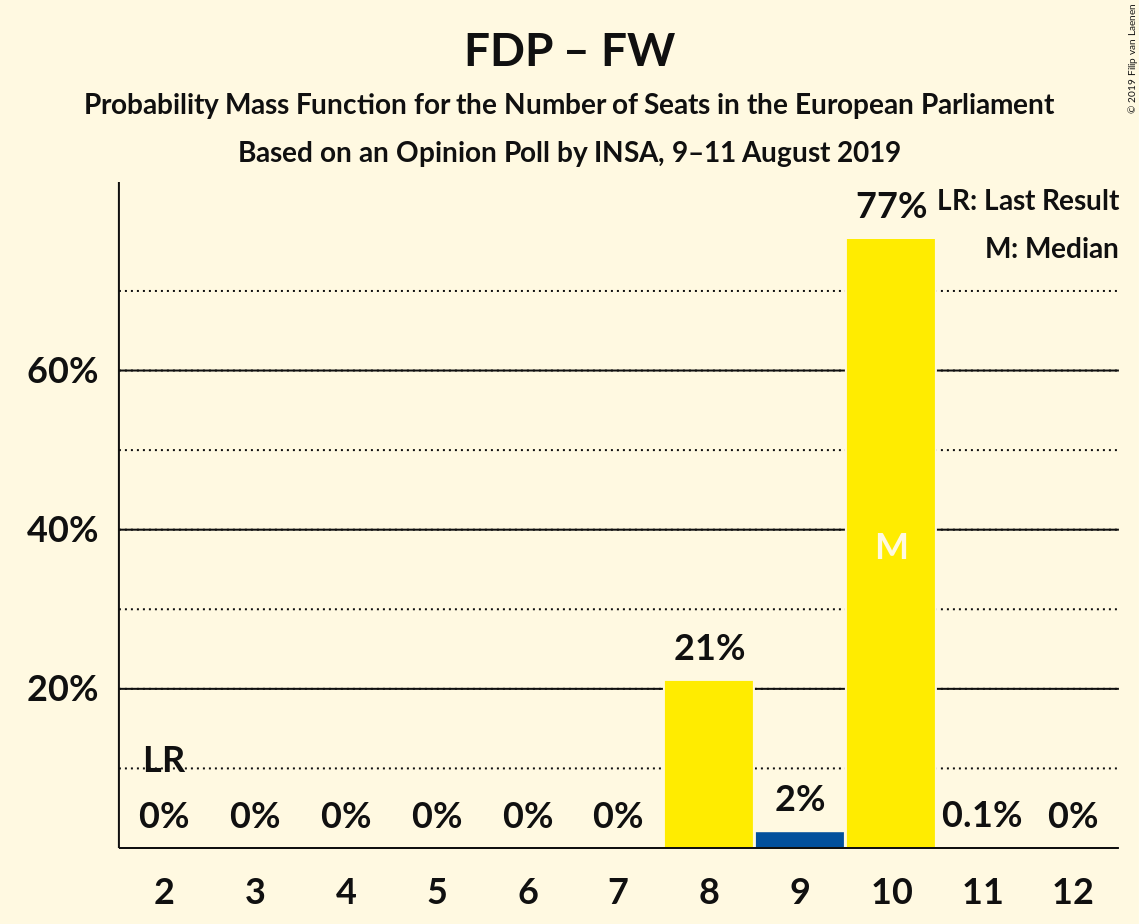 FDP – FW
Probability Mass Function for the Number of Seats in the European Parliament
Based on an Opinion Poll by INSA, 9–11 August 2019
© 2019 Filip van Laenen
77%
LR: Last Result
M: Median
60%
40%
M
21%
20%
LR
0% 0% 0% 0% 0% 0% 2% 0.1% 0%
2 3 4 5 6 7 8 9 10 11 12